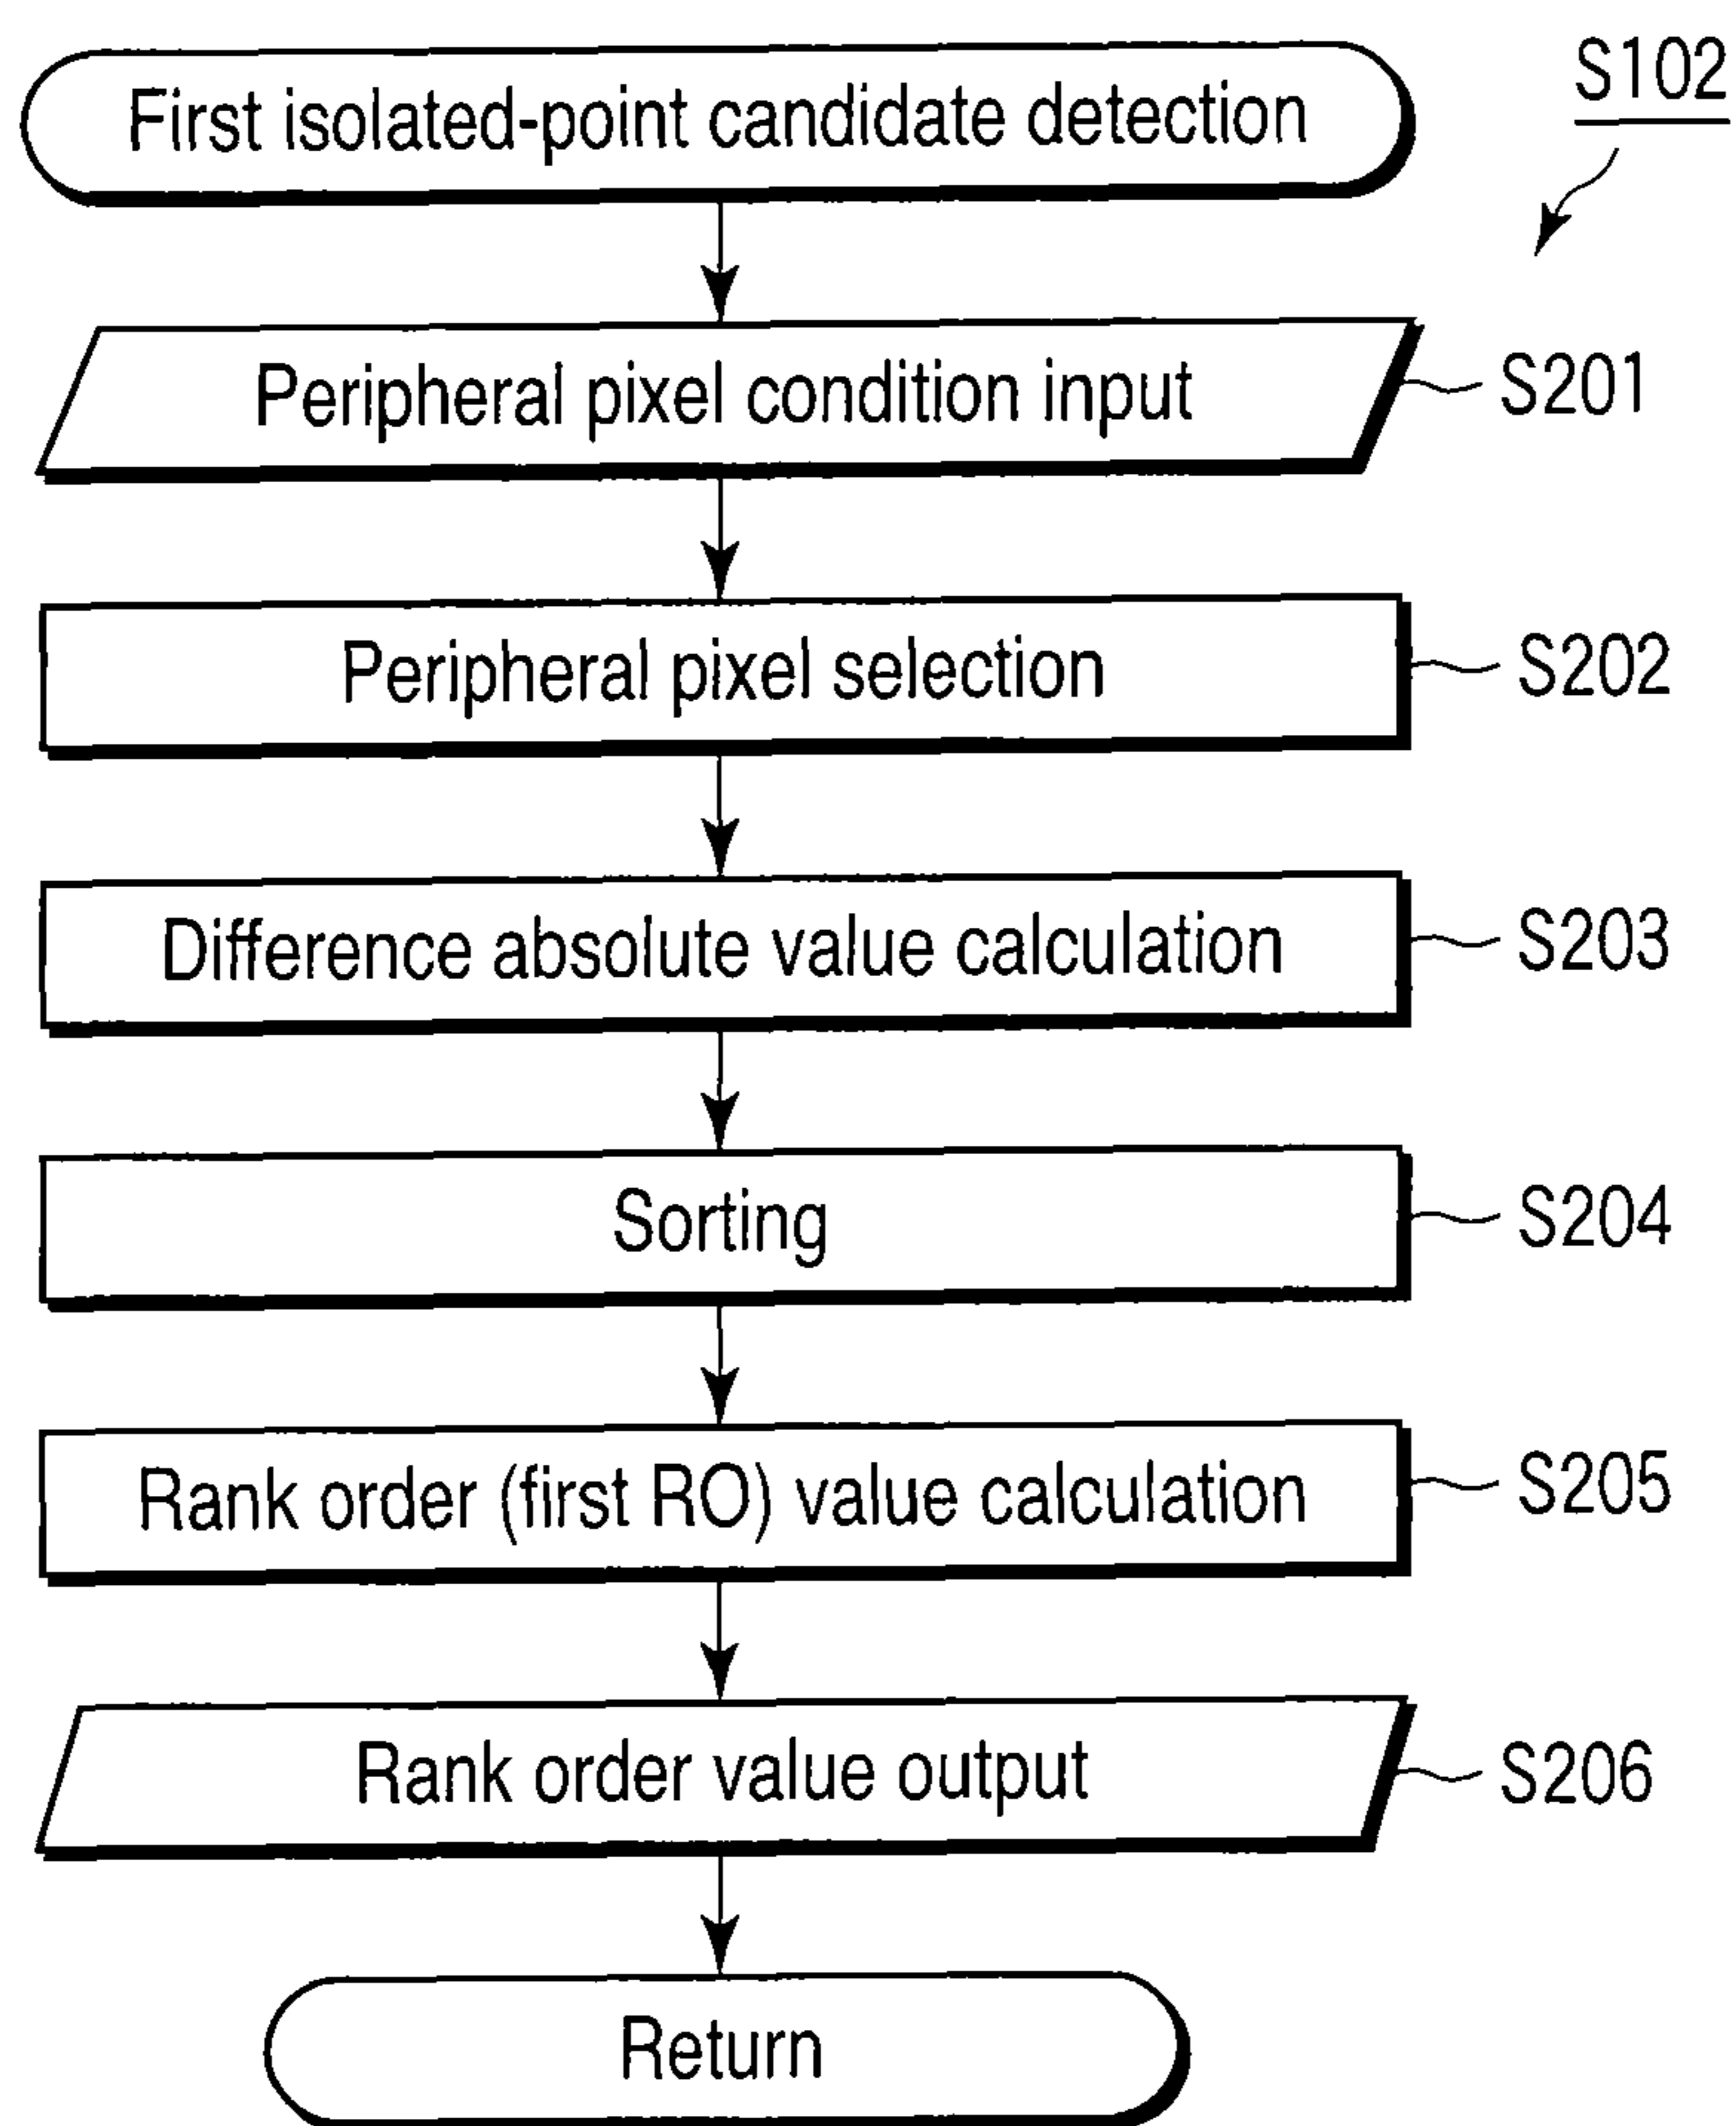 First isolated-point candidate detection
S102
Peripheral pixel condition input
S201
Peripheral pixel selection
S202
Difference absolute value calculation
S203
Sorting
S204
Rank order (first RO) value calculation
S205
Rank order value output
S206
Return